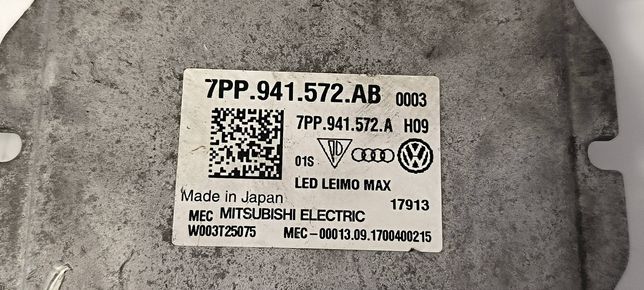 7PP.941.572.AB 0003
7PP.941.572.A H09
01S
LED LEIMO MAX
Made in Japan 17913
MEC MITSUBISHI ELECTRIC
W003T25075 MEC-00013.09.1700400215